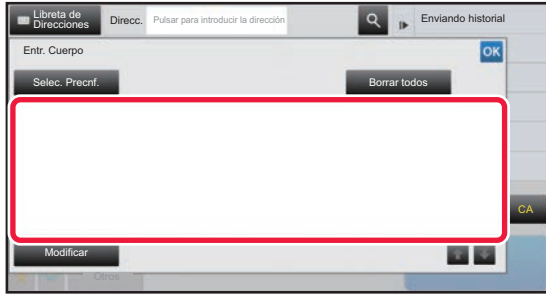 Libreta de
Direcciones
Direcc.
Pulsar para introducir la dirección
Enviando historial
Entr. Cuerpo
OK
Selec. Precnf.
Borrar todos
CA
Modificar
Otros